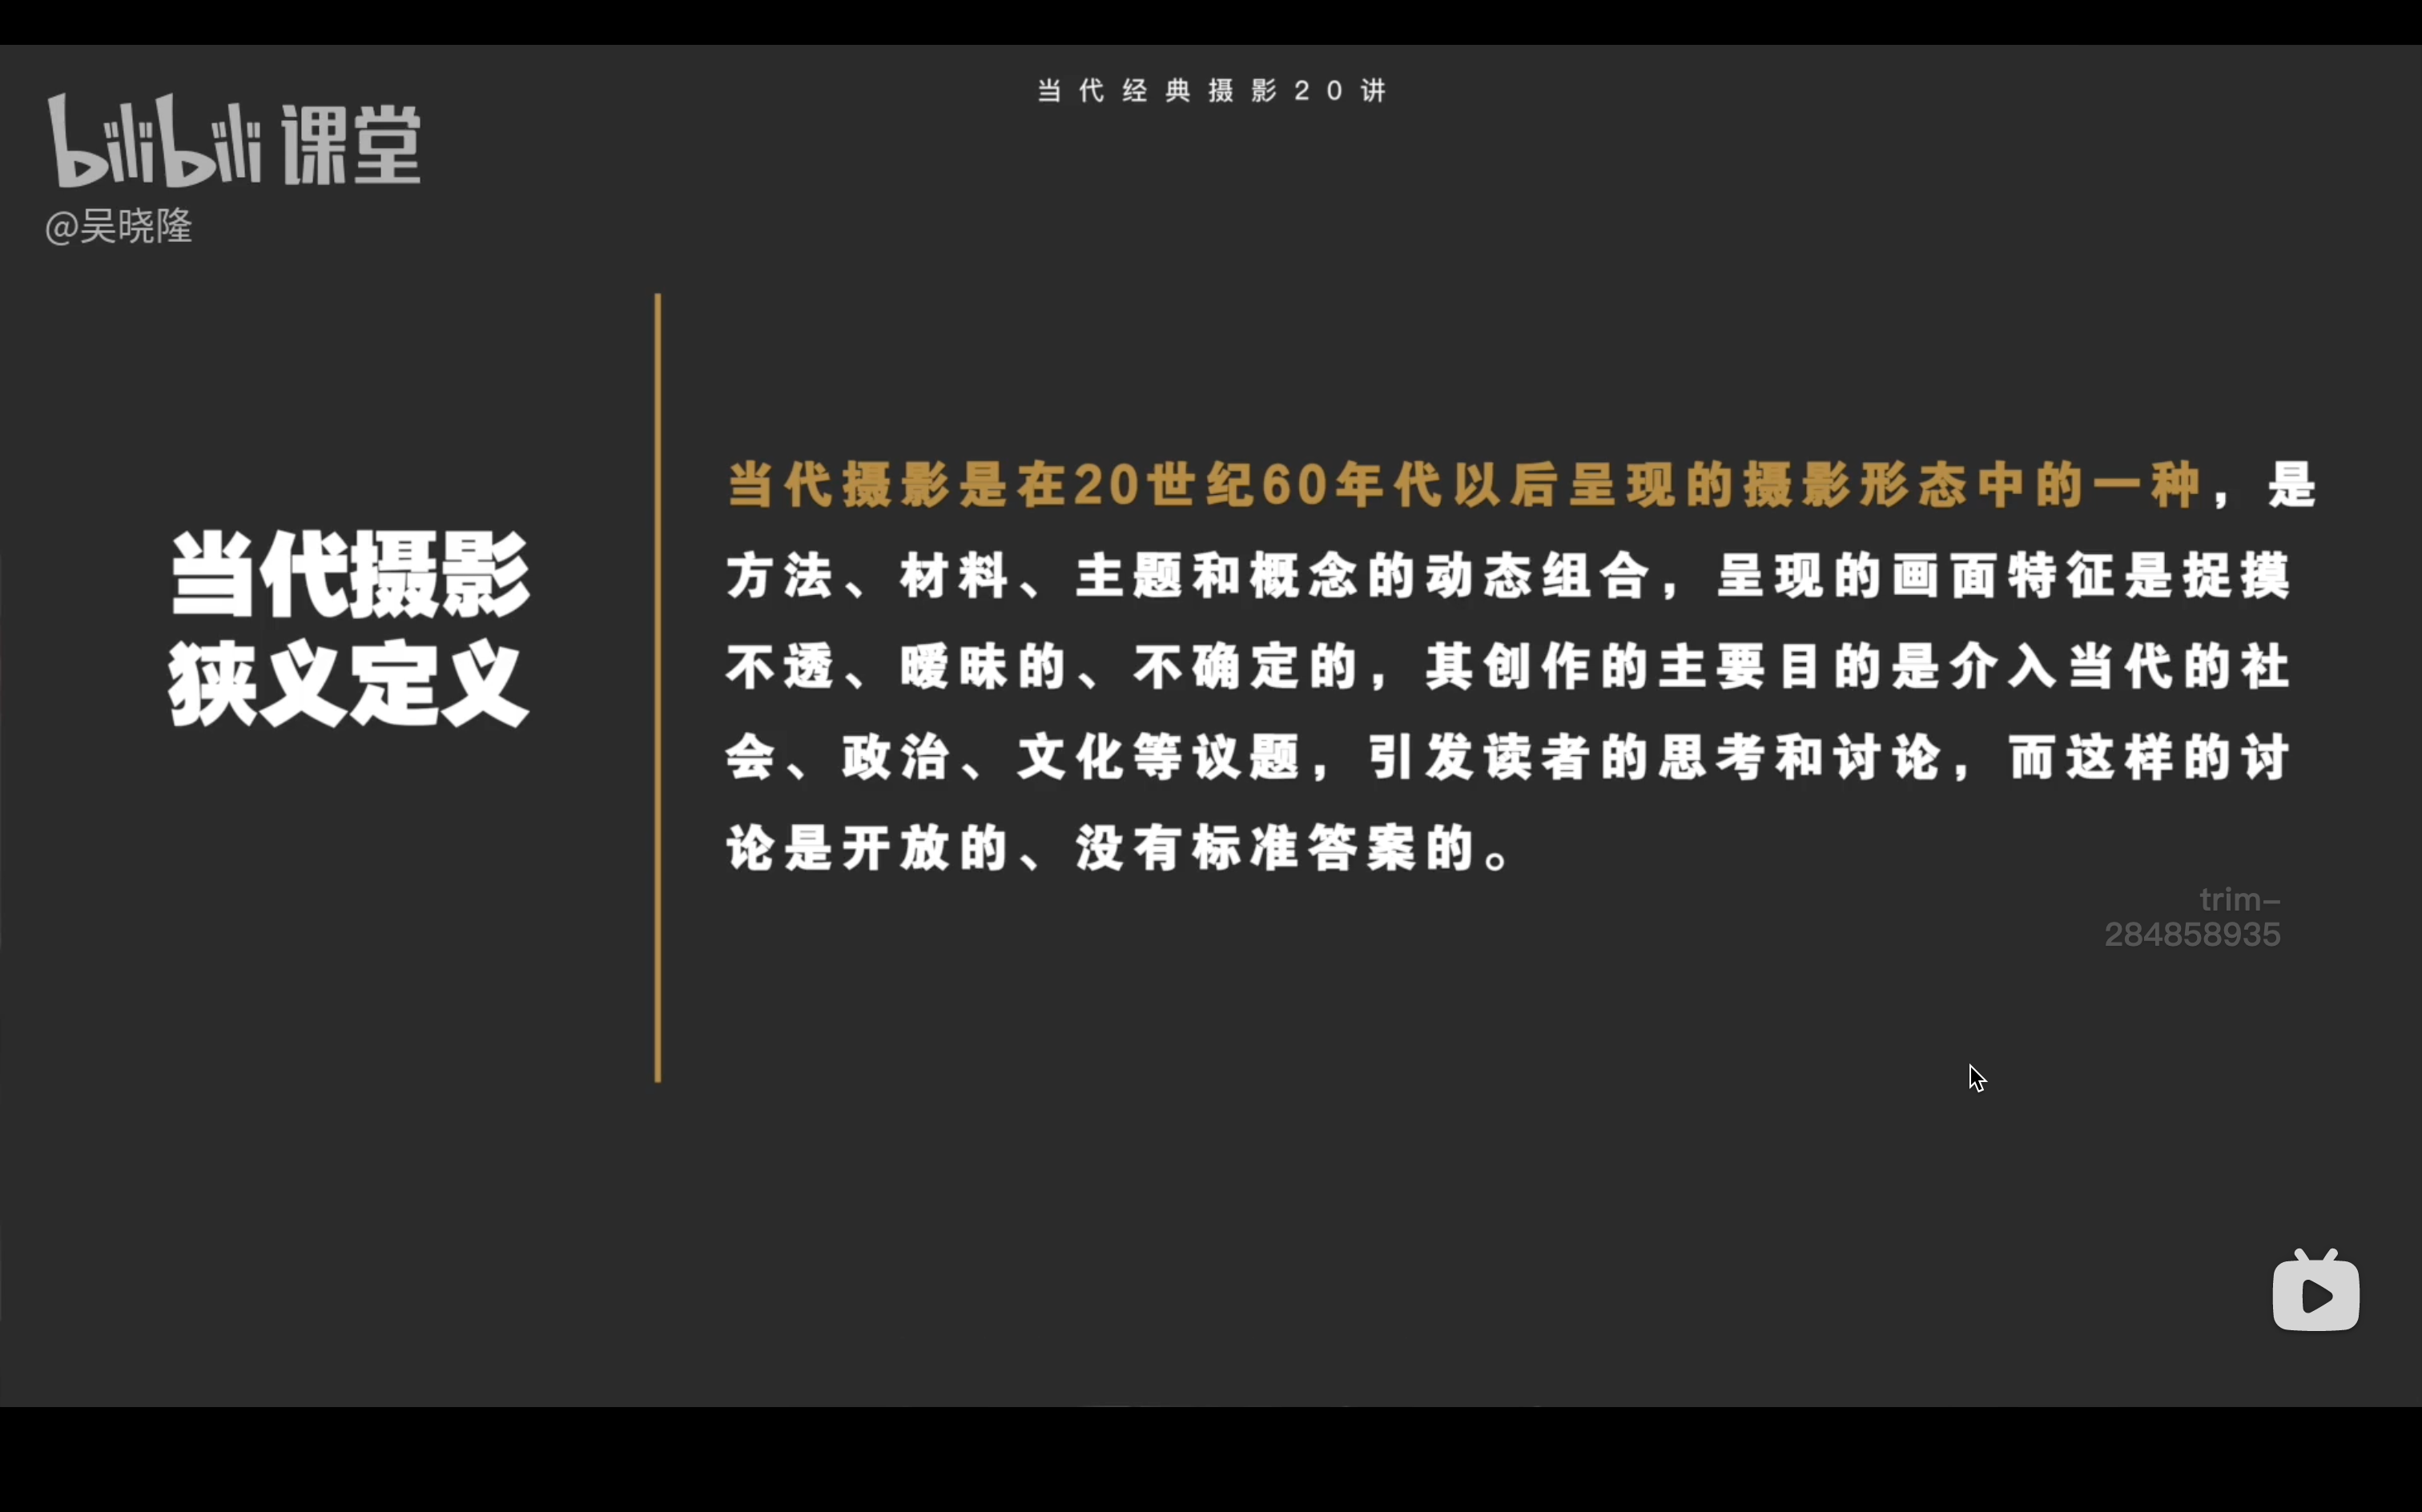 当代经典摄影20讲
bilibili课堂
@吴晓隆
当代摄影
狭义定义
当代摄影是在20世纪60年代以后呈现的摄影形态中的一种，是
方法、材料、主题和概念的动态组合，呈现的画面特征是捉摸
不透、暧昧的、不确定的，其创作的主要目的是介入当代的社
会、政治、文化等议题，引发读者的思考和讨论，而这样的讨
论是开放的、没有标准答案的。
trim-
284858935